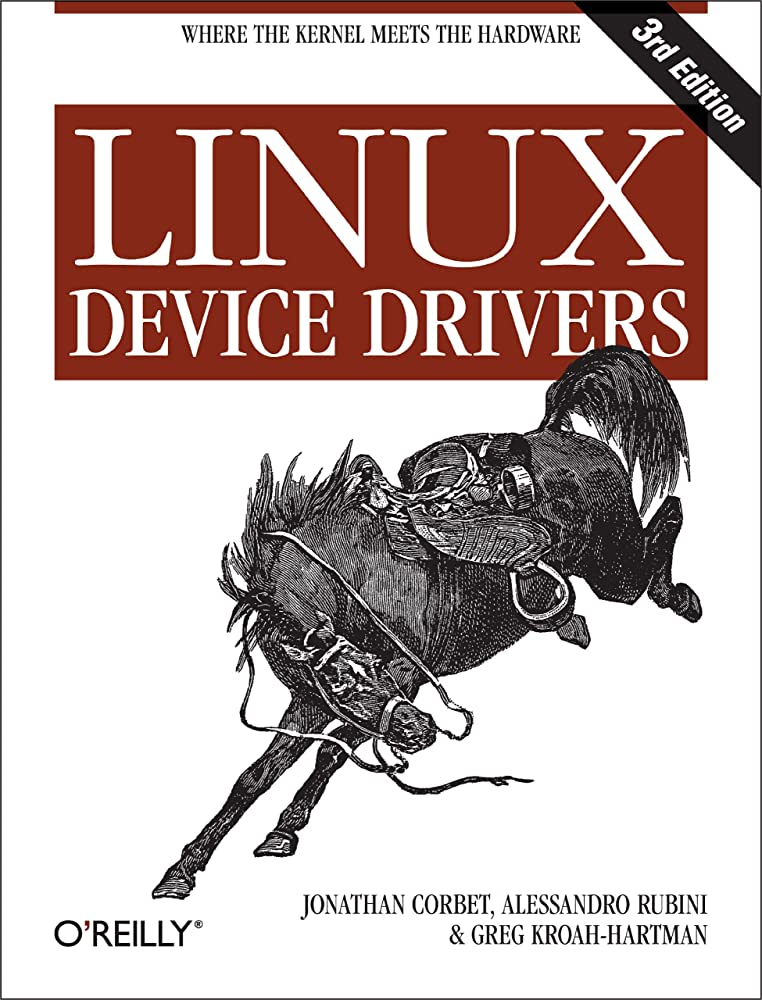 WHERE THE KERNEL MEETS THE HARDWARE
3rd Edition
LINUX
DEVICE DRIVERS
JONATHAN CORBET, ALESSANDRO RUBINI
& GREG KROAH-HARTMAN
O'REILLY®